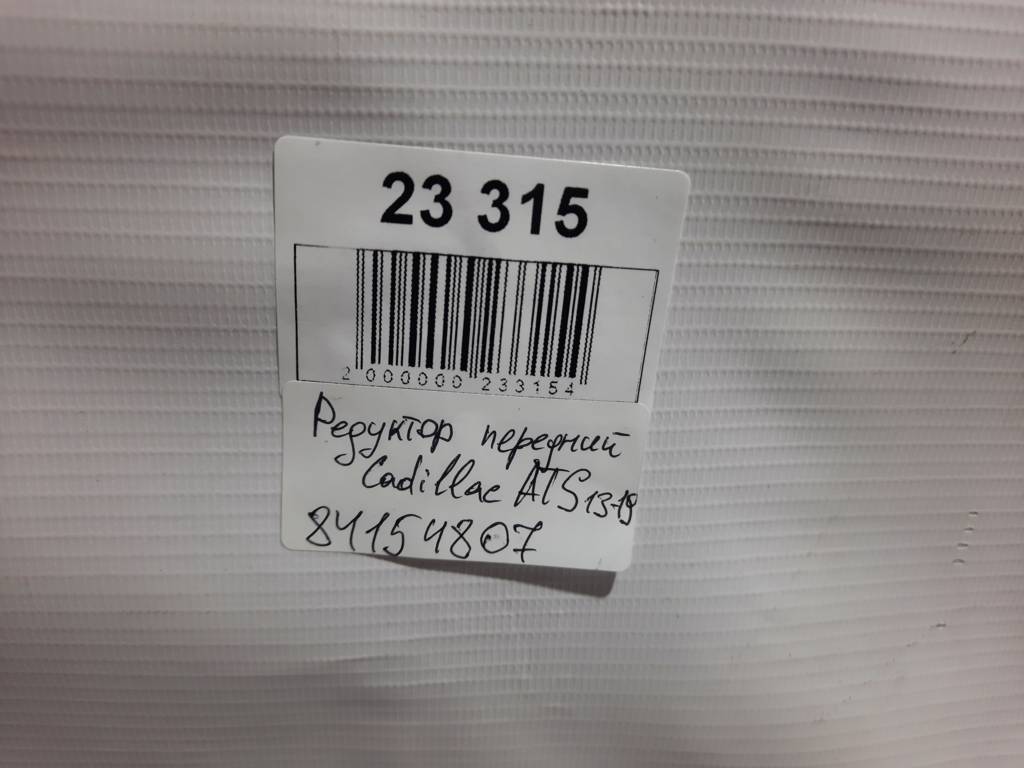 23 315
2 000000 233154
Редуктор передний
Cadillac ATS 13-19
84154807